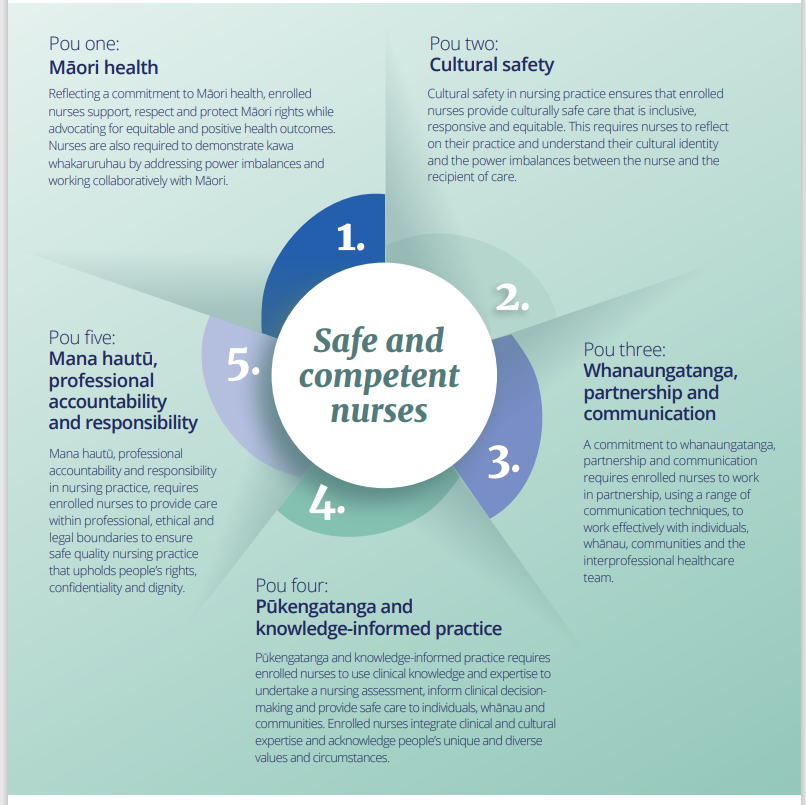 Pou one:
Māori health
Reflecting a commitment to Māori health, enrolled
nurses support, respect and protect Māori rights while
advocating for equitable and positive health outcomes.
Nurses are also required to demonstrate kawa
whakaruruhau by addressing power imbalances and
working collaboratively with Māori.
Pou two:
Cultural safety
Cultural safety in nursing practice ensures that enrolled
nurses provide culturally safe care that is inclusive,
responsive and equitable. This requires nurses to reflect
on their practice and understand their cultural identity
and the power imbalances between the nurse and the
recipient of care.
1.
2.
3.
4.
5.
Safe and
competent
nurses
Pou three:
Whanaungatanga,
partnership and
communication
A commitment to whanaungatanga,
partnership and communication
requires enrolled nurses to work
in partnership, using a range of
communication techniques, to
work effectively with individuals,
whānau, communities and the
interprofessional healthcare
team.
Pou four:
Pūkengatanga and
knowledge-informed practice
Pūkengatanga and knowledge-informed practice requires
enrolled nurses to use clinical knowledge and expertise to
undertake a nursing assessment, inform clinical decision-
making and provide safe care to individuals, whānau and
communities. Enrolled nurses integrate clinical and cultural
expertise and acknowledge people's unique and diverse
values and circumstances.
Pou five:
Mana hautū,
professional
accountability
and responsibility
Mana hautū, professional
accountability and responsibility
in nursing practice, requires
enrolled nurses to provide care
within professional, ethical and
legal boundaries to ensure
safe quality nursing practice
that upholds people's rights,
confidentiality and dignity.